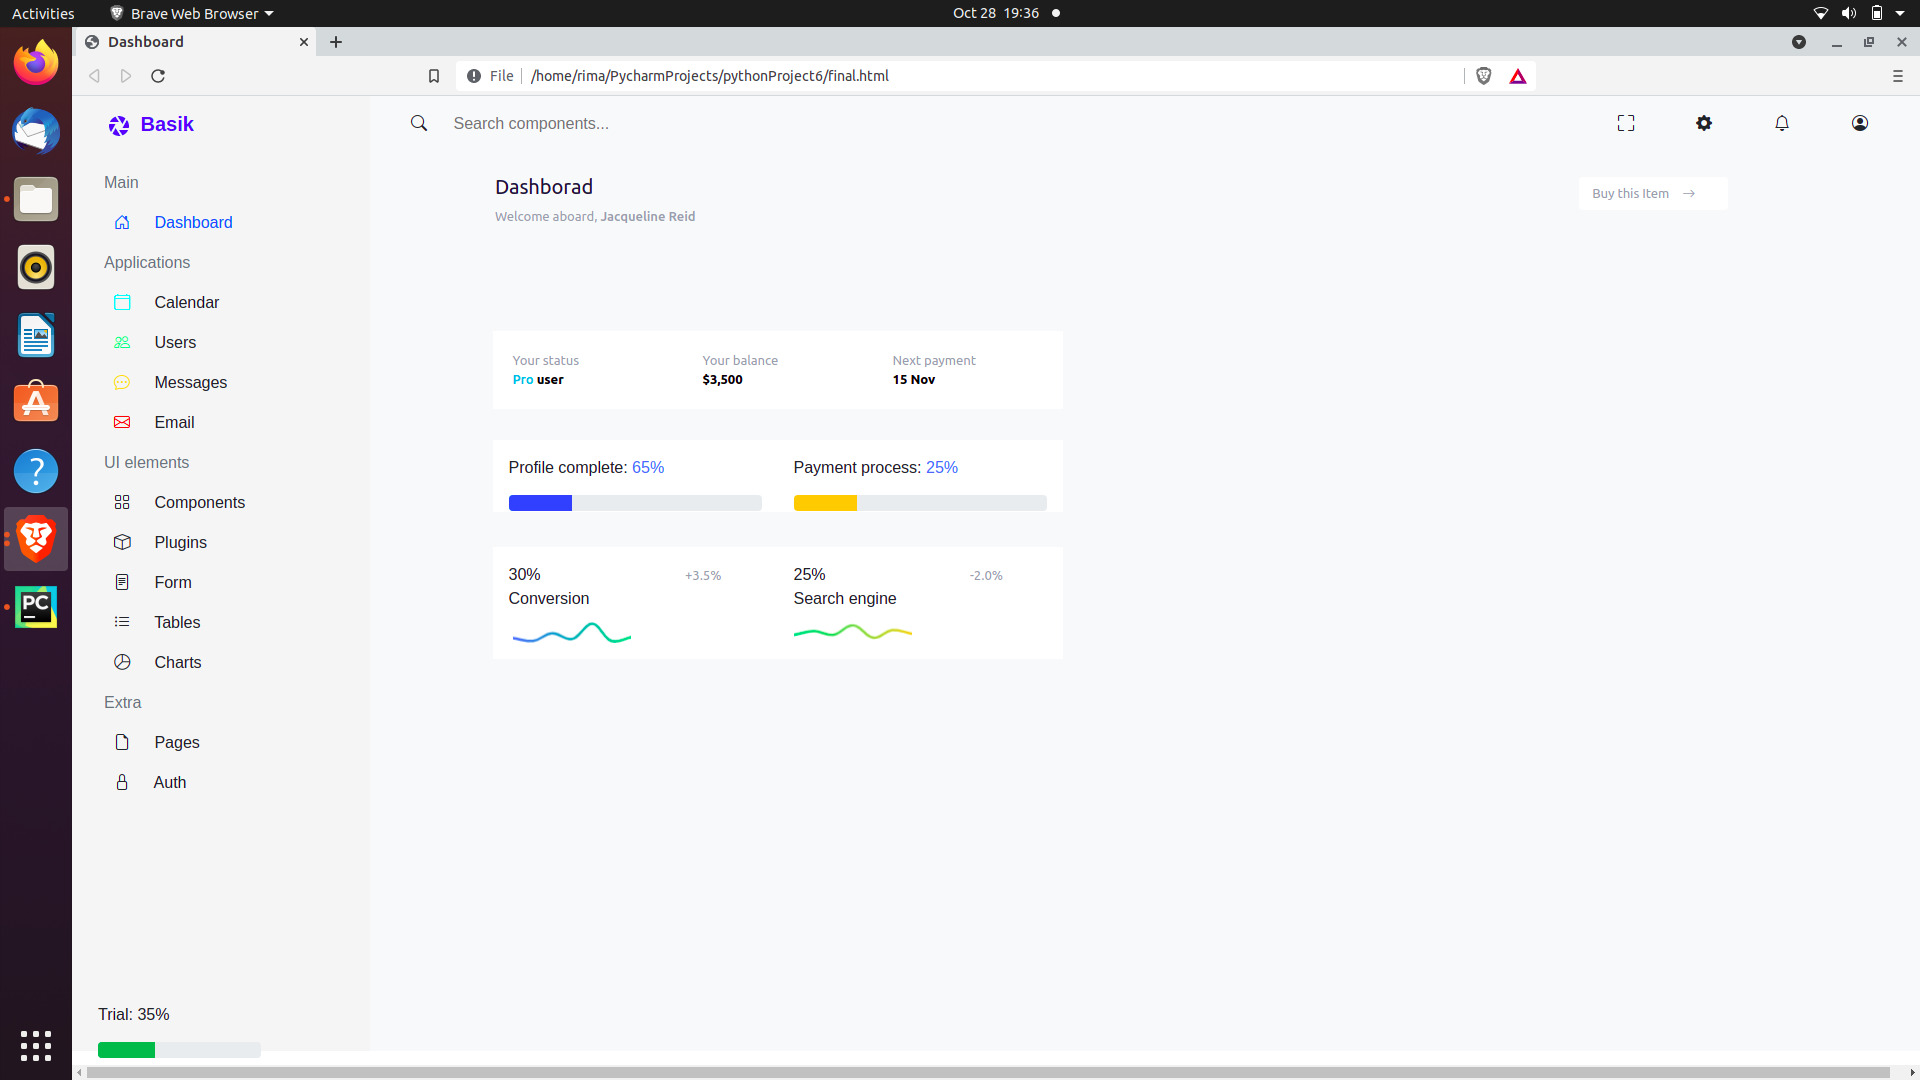 Activities
Brave Web Browser
Oct 28 19:36
Dashboard
File
/home/rima/PycharmProjects/pythonProject6/final.html
Basik
Search components...
Main
Dashboard
Applications
Calendar
Users
Messages
Email
UI elements
Components
Plugins
Form
Tables
Charts
Extra
Pages
Auth
Trial: 35%
Dashborad
Welcome aboard, Jacqueline Reid
Buy this Item
Your status
Pro user
Your balance
$3,500
Next payment
15 Nov
Profile complete: 65%
Payment process: 25%
30%
+3.5%
Conversion
25%
-2.0%
Search engine
PC